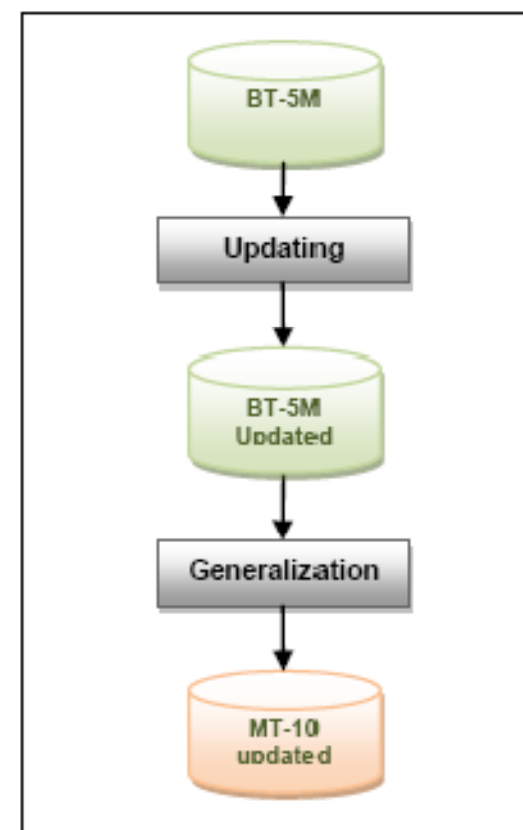 BT-5M
Updating
BT-5M
Updated
Generalization
MT-10
updated